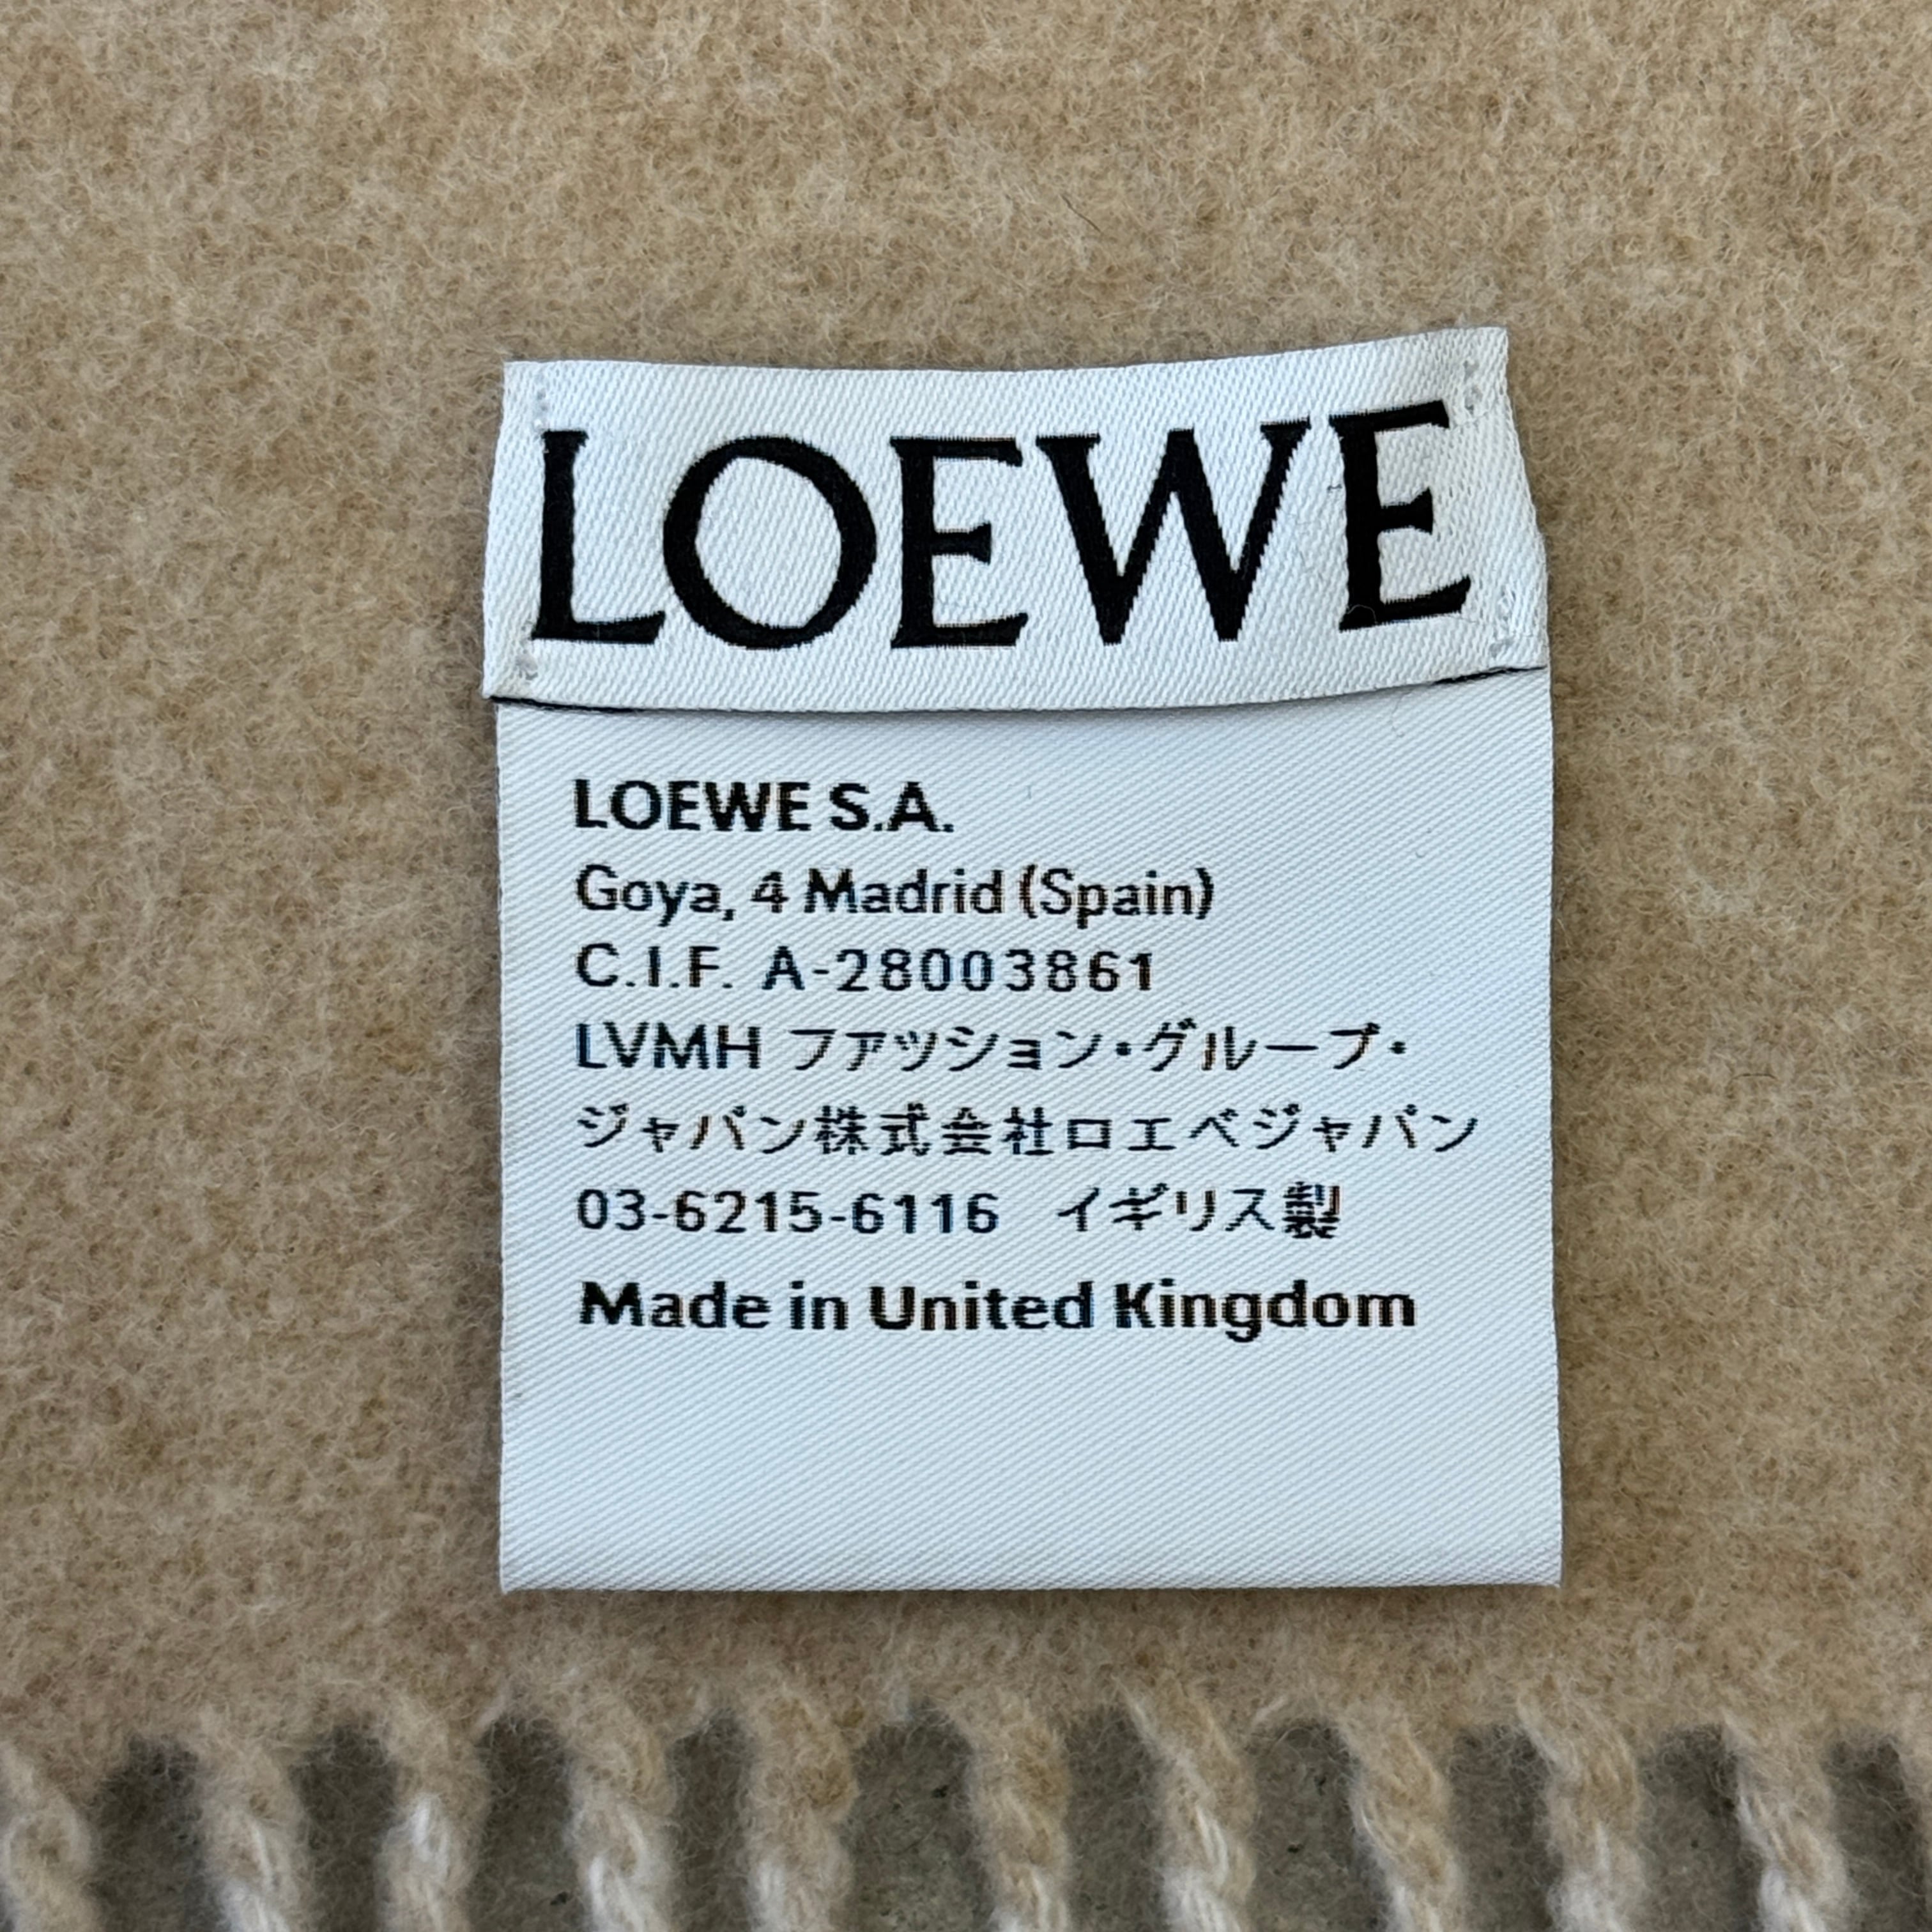 LOEWE
LOEWE S.A.
Goya, 4 Madrid (Spain)
C.I.F. A-28003861
LVMH ファッション・グループ・
ジャパン株式会社ロエベジャパン
03-6215-6116 イギリス製
Made in United Kingdom